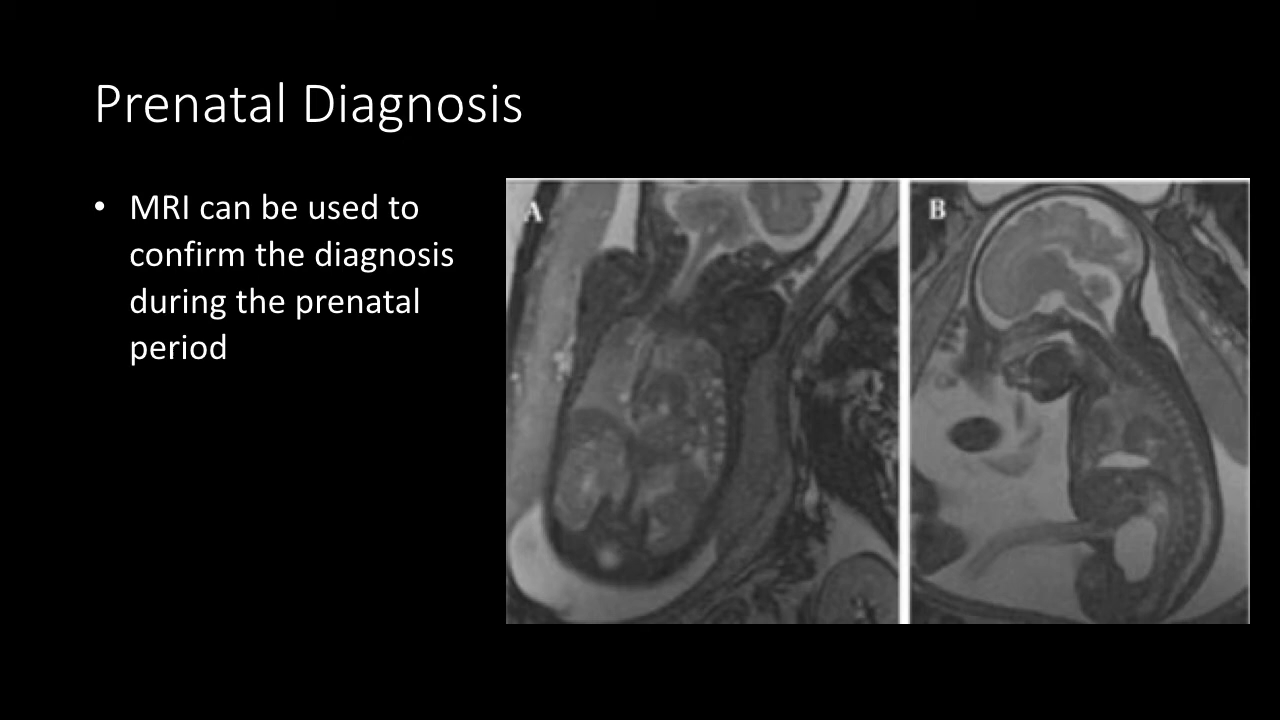 Prenatal Diagnosis
• MRI can be used to
confirm the diagnosis
during the prenatal
period
A
B